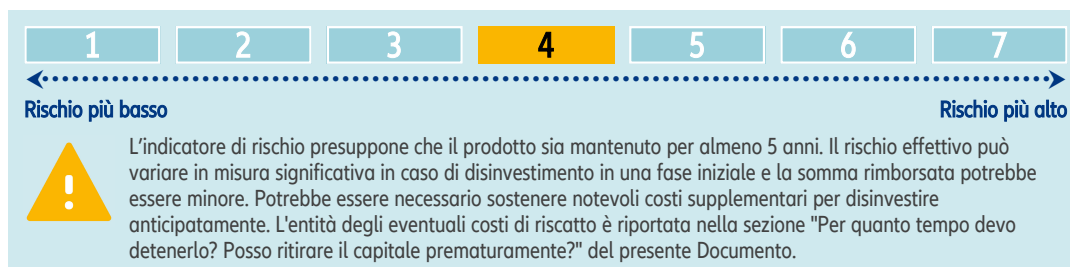 1 2 3 4 5 6 7
Rischio più basso Rischio più alto
L'indicatore di rischio presuppone che il prodotto sia mantenuto per almeno 5 anni. Il rischio effettivo può
variare in misura significativa in caso di disinvestimento in una fase iniziale e la somma rimborsata potrebbe
essere minore. Potrebbe essere necessario sostenere notevoli costi supplementari per disinvestire
anticipatamente. L'entità degli eventuali costi di riscatto è riportata nella sezione "Per quanto tempo devo
detenerlo? Posso ritirare il capitale prematuramente?" del presente Documento.